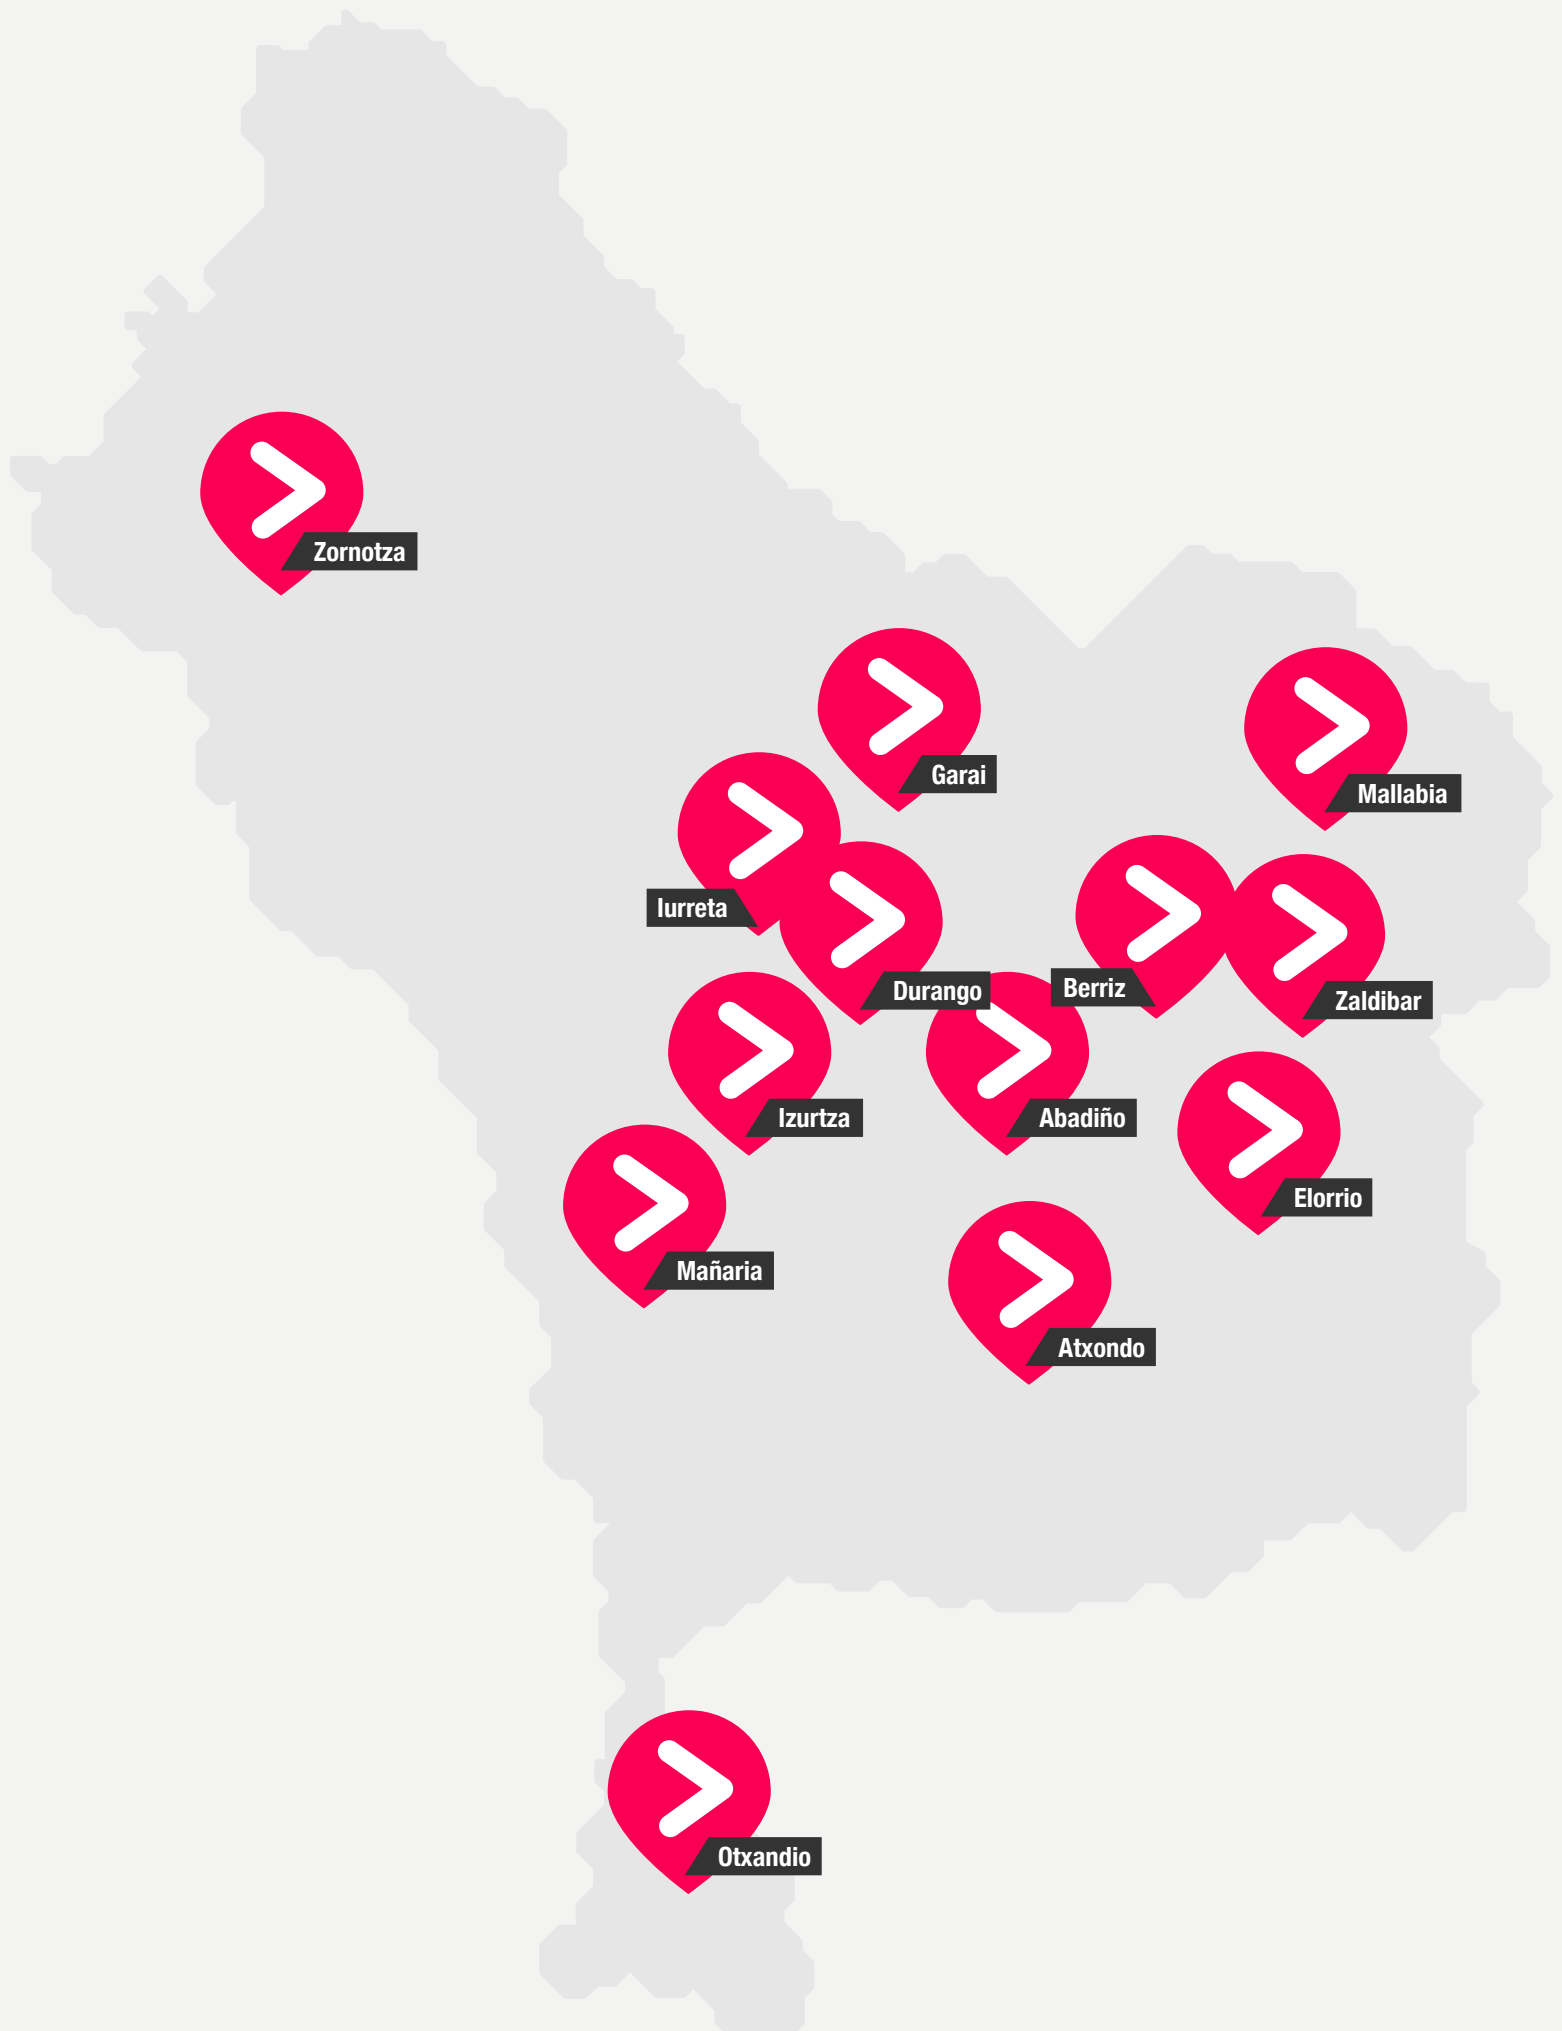 Zornotza
Garai
Mallabia
Iurreta
Durango
Berriz
Zaldibar
Izurtza
Abadiño
Elorrio
Mañaria
Atxondo
Otxandio